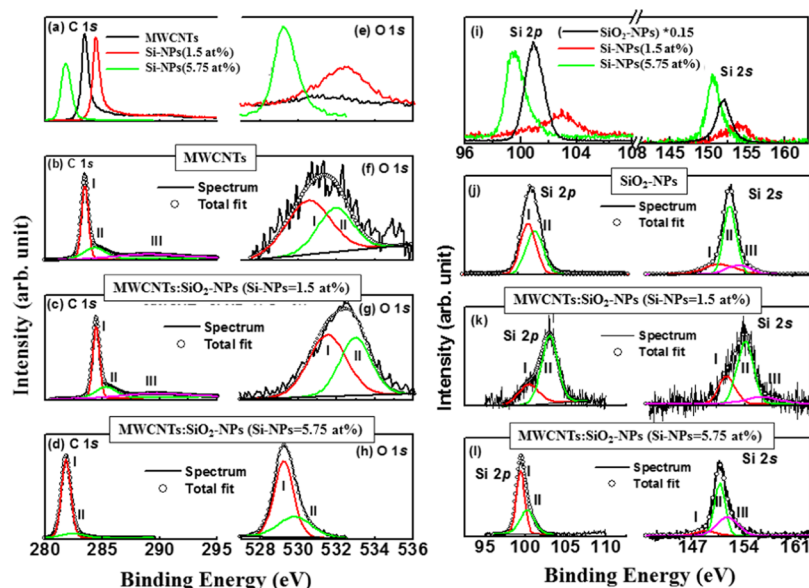 (a) C 1s
MWCNTs
Si-NPs(1.5 at%)
Si-NPs(5.75 at%)
(e) O 1s
MWCNTs
(b) C 1s
I
II
III
Spectrum
Total fit
(f) O 1s
I
II
MWCNTs:SiO2-NPs (Si-NPs=1.5 at%)
(c) C 1s
I
II
III
Spectrum
Total fit
(g) O 1s
I
II
MWCNTs:SiO2-NPs (Si-NPs=5.75 at%)
(d) C 1s
I
II
Spectrum
Total fit
(h) O 1s
I
II
280 285 290 295
528 530 532 534 536
Binding Energy (eV)
Intensity (arb. unit)
(i) Si 2p
(SiO2-NPs) *0.15
Si-NPs(1.5 at%)
Si-NPs(5.75 at%)
Si 2s
96 100 104 108
145 152 155 163
SiO2-NPs
(j) Si 2p
I
II
Spectrum
Total fit
Si 2s
I
II
III
MWCNTs:SiO2-NPs (Si-NPs=1.5 at%)
(k) Si 2p
I
II
Spectrum
Total fit
Si 2s
I
II
III
MWCNTs:SiO2-NPs (Si-NPs=5.75 at%)
(l) Si 2p
I
II
Spectrum
Total fit
Si 2s
I
II
III
95 100 105 110
147 154 161
Binding Energy (eV)
Intensity (arb. unit)